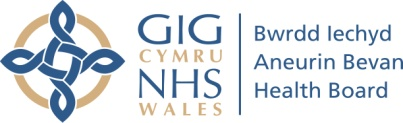 GIG
CYMRU
NHS
WALES
Bwrdd Iechyd
Aneurin Bevan
Health Board